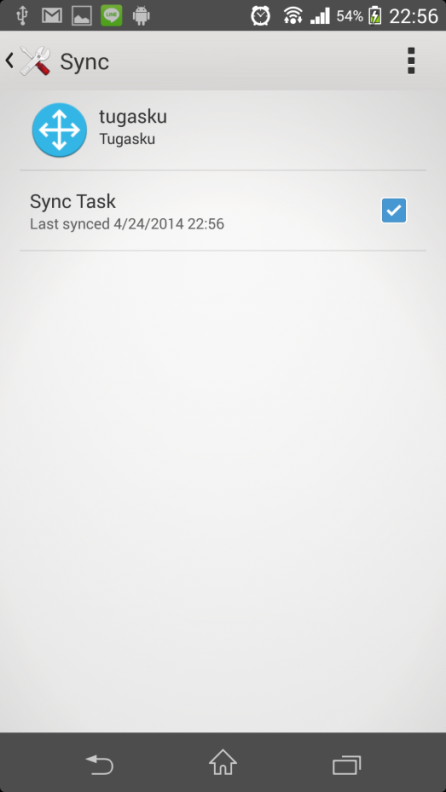 54% 22:56
Sync
tugasku
Tugasku
Sync Task
Last synced 4/24/2014 22:56